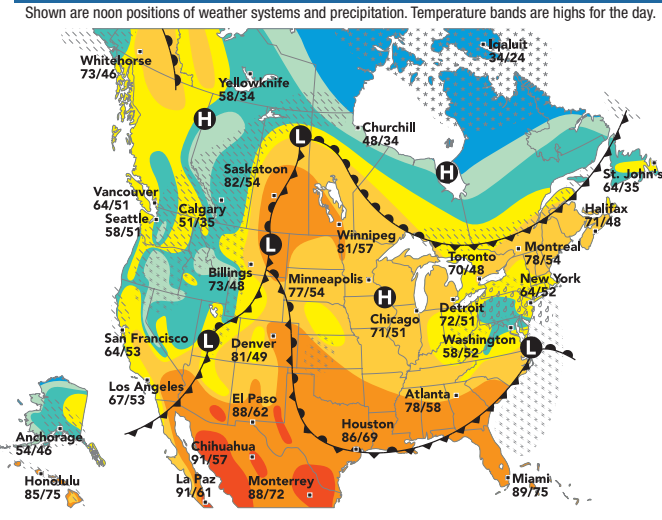 Shown are noon positions of weather systems and precipitation. Temperature bands are highs for the day.
Iqaluit
34/24
Whitehorse
73/46
Yellowknife
58/34
H
L
Churchill
48/34
H
Saskatoon
82/54
St. John's
64/35
Vancouver
64/51
Seattle
58/51
Calgary
51/35
Halifax
71/48
Winnipeg
81/57
L
Toronto
70/48
Montreal
78/54
Billings
73/48
Minneapolis
77/54
New York
64/52
H
Chicago
71/51
Detroit
72/51
Washington
58/52
L
San Francisco
64/53
L
Denver
81/49
Los Angeles
67/53
El Paso
88/62
Atlanta
78/58
Houston
86/69
Anchorage
54/46
Chihuahua
91/57
Honolulu
85/75
La Paz
91/61
Monterrey
88/72
Miami
89/75